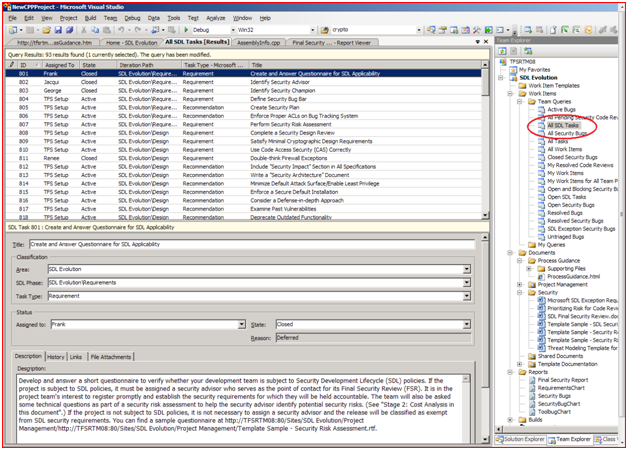 NewCPPProject - Microsoft Visual Studio
File Edit View Project Build Team Debug Data Tools Test Analyze Window Help
Debug Win32 crypto
http://tfsrtm...assGuidance.htm Home - SDL Evolution All SDL Tasks [Results] AssemblyInfo.cpp Final Security ... - Report Viewer
Query Results: 93 results found (1 currently selected). The query has been modified.
ID Assigned To State Iteration Path Task Type - Microsoft ... Title
801 Frank Closed SDL Evolution\Require... Requirement Create and Answer Questionnaire for SDL Applicability
802 Jacqui Closed SDL Evolution\Require... Requirement Identify Security Advisor
803 George Closed SDL Evolution\Require... Requirement Identify Security Champion
804 TPS Setup Active SDL Evolution\Require... Requirement Define Security Bug Bar
805 TPS Setup Active SDL Evolution\Require... Recommendation Create Security Plan
806 TPS Setup Active SDL Evolution\Require... Recommendation Enforce Proper ACLs on Bug Tracking System
807 TPS Setup Active SDL Evolution\Require... Requirement Perform Security Risk Assessment
808 TPS Setup Active SDL Evolution\Design Requirement Complete a Security Design Review
809 TPS Setup Active SDL Evolution\Design Requirement Satisfy Minimal Cryptographic Design Requirements
810 TPS Setup Active SDL Evolution\Design Requirement Use Code Access Security (CAS) Correctly
811 Renee Closed SDL Evolution\Design Requirement Double-think Firewall Exceptions
813 TPS Setup Active SDL Evolution\Design Recommendation Include "Security Impact" Section in All Specifications
814 TPS Setup Active SDL Evolution\Design Recommendation Write a "Security Architecture" Document
814 TPS Setup Active SDL Evolution\Design Recommendation Minimize Default Attack Surface/Enable Least Privilege
815 TPS Setup Active SDL Evolution\Design Recommendation Enforce a Secure Default Installation
816 TPS Setup Active SDL Evolution\Design Recommendation Consider a Defense-in-depth Approach
817 TPS Setup Active SDL Evolution\Design Recommendation Examine Past Vulnerabilities
818 TPS Setup Active SDL Evolution\Design Recommendation Deprecate Outdated Functionality
SDL Task 801 : Create and Answer Questionnaire for SDL Applicability
Title: Create and Answer Questionnaire for SDL Applicability
Classification
Area: SDL Evolution
SDL Phase: SDL Evolution\Requirements
Task Type: Requirement
Status
Assigned to: Frank State: Closed
Reason: Deferred
Description History Links File Attachments
Description:
Develop and answer a short questionnaire to verify whether your development team is subject to Security Development Lifecycle (SDL) policies. If the
project is subject to SDL policies, it must be assigned a security advisor who serves as the point of contact for its Final Security Review (FSR). It is in the
project team's interest to register promptly and establish the security requirements for which they will be held accountable. The team will also be
asked some technical questions as part of a security risk assessment to help the security advisor identify potential security risks. (See "Stage 2: Cost Analysis in
this document".) If the project is not subject to SDL policies, it is not necessary to assign a security advisor and the release will be classified as exempt
from SDL security requirements. You can find a sample questionnaire at http://TFSRTM08:80/Sites/SDL Evolution/Project
Management/http://TFSRTM08:80/Sites/SDL Evolution/Project Management/Template Sample - Security Risk Assessment.rtf.
Team Explorer
TFSRTM08
My Favorites
SDL Evolution
Work Item Templates
Work Items
Team Queries
Active Bugs
All Pending Security Code Rev
All SDL Tasks
All Security Bugs
All Tasks
All Work Items
Closed Security Bugs
My Resolved Code Reviews
My Work Items
My Work Items for All Team P
Open and Blocking Security B
Open SDL Tasks
Open Security Bugs
Resolved Bugs
Resolved Security Bugs
SDL Exception Security Bugs
Untriaged Bugs
My Queries
Documents
Process Guidance
Supporting Files
ProcessGuidance.html
Project Management
Security
Microsoft SDL Exception Requ
Prioritizing Risk for Code Revie
SDL Final Security Review.doc
Template Sample - SDL Securi
Template Sample - Security
Template Sample - Security
Threat Modeling Template for
Shared Documents
Template Documentation
Reports
Final Security Report
RequirementsChart
Security Bugs
SecurityBugChart
ToolbugChart
Builds
Solution Explorer Team Explorer Class V